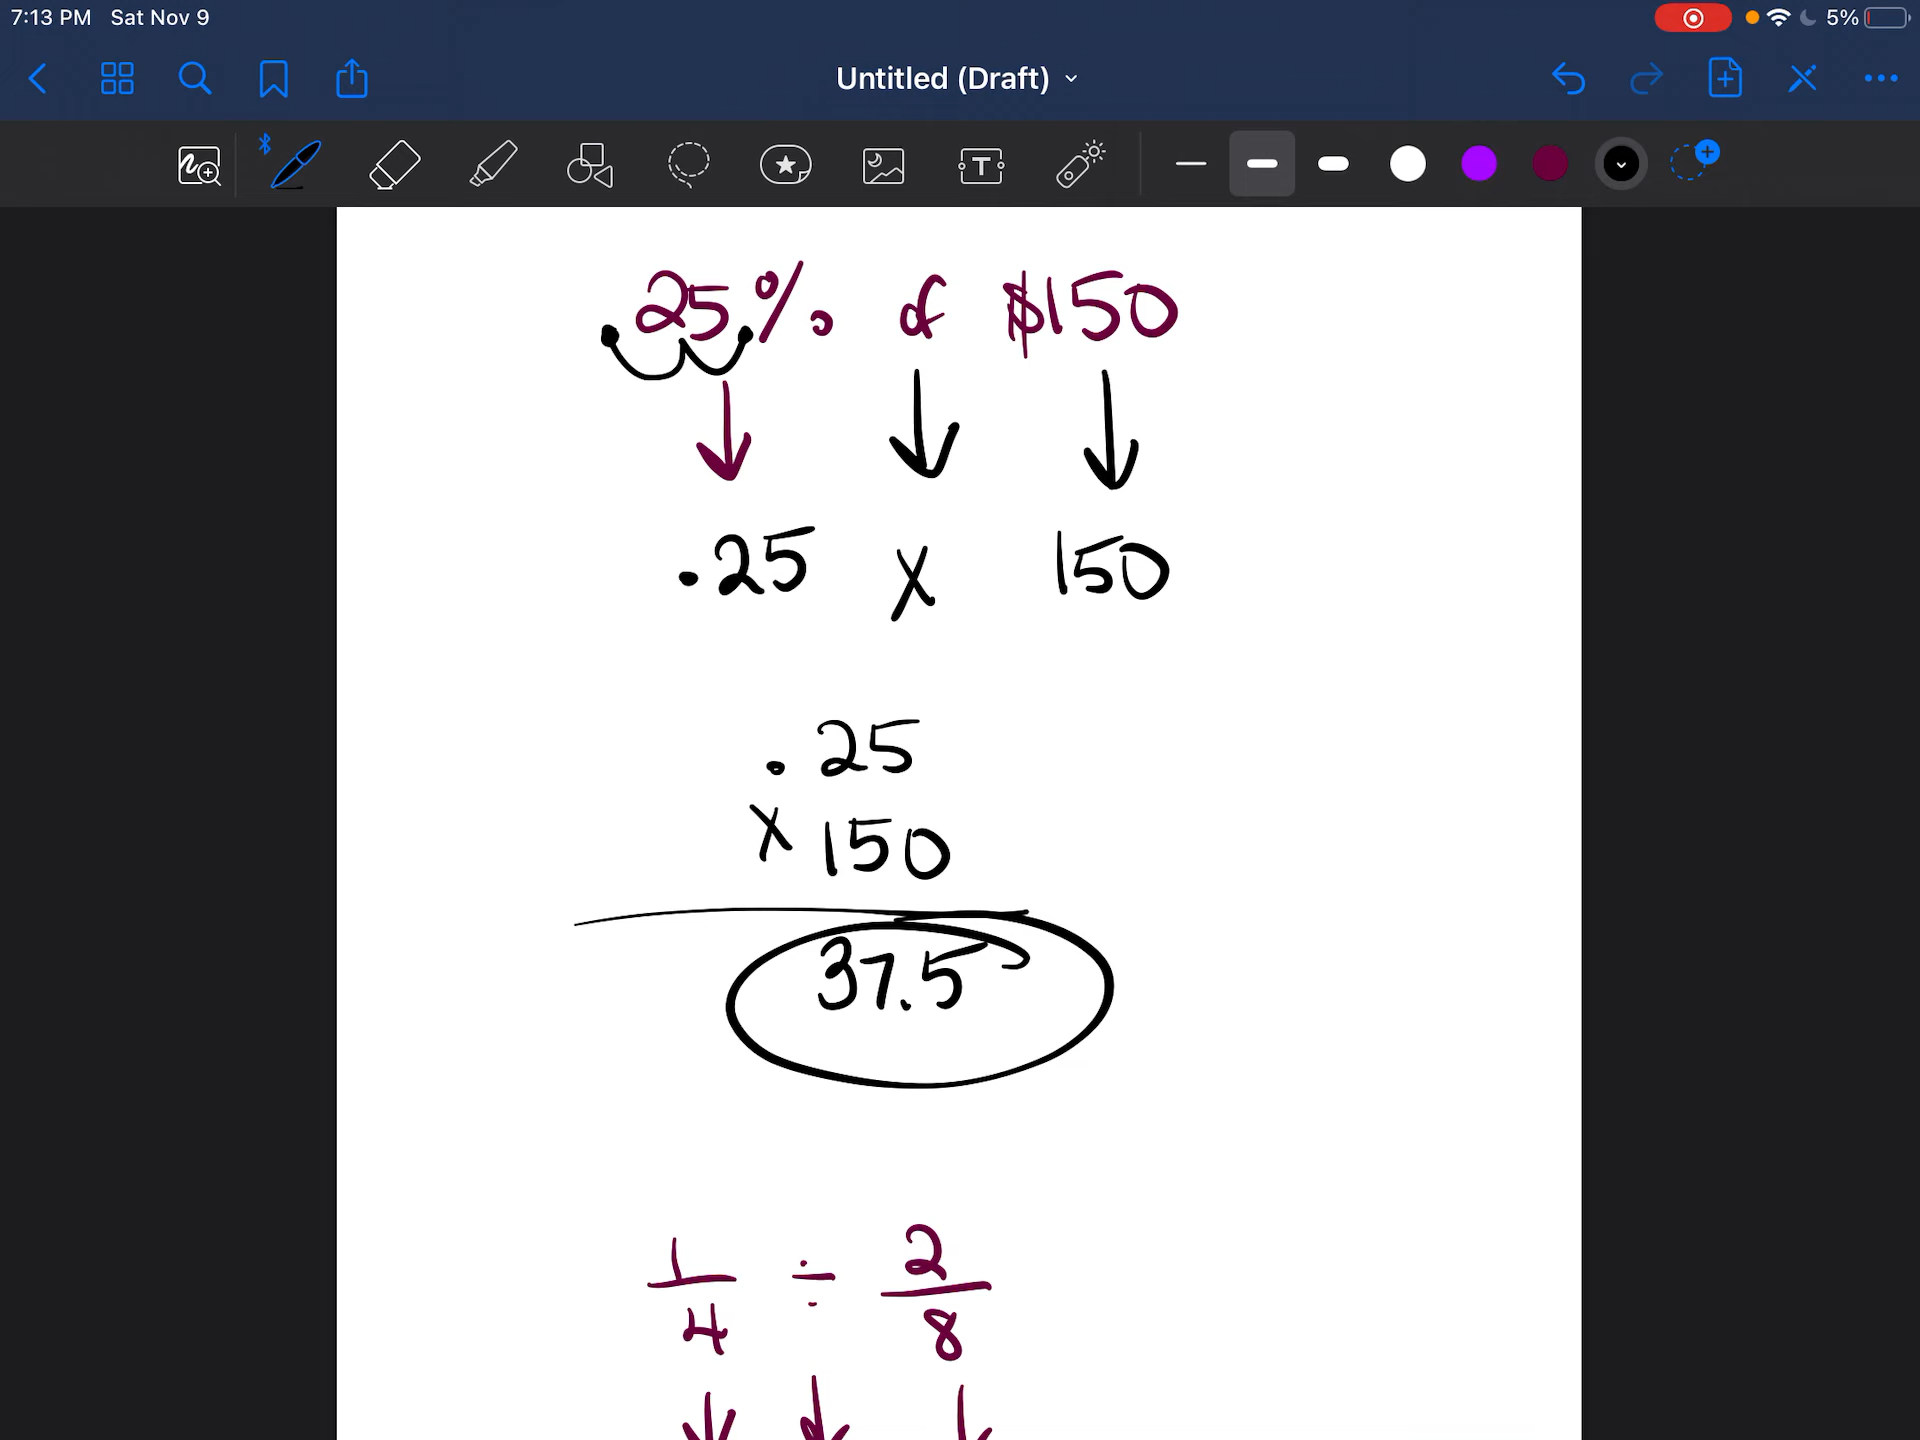 7:13 PM Sat Nov 9 5%
Untitled (Draft)
T
25% of $150
.25 x 150
.25
x 150
37.5
1/4 ÷ 2/8